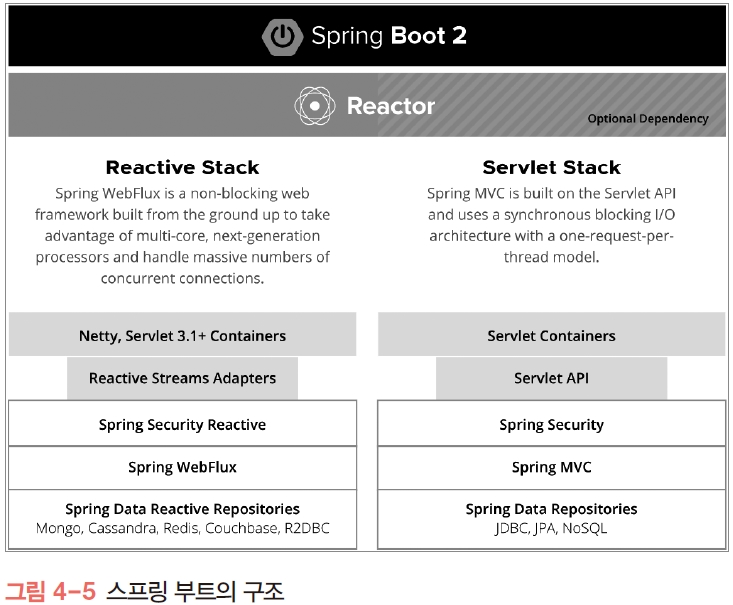 Spring Boot 2
Reactor
Optional Dependency
Reactive Stack
Spring WebFlux is a non-blocking web
framework built from the ground up to take
advantage of multi-core, next-generation
processors and handle massive numbers of
concurrent connections.
Servlet Stack
Spring MVC is built on the Servlet API
and uses a synchronous blocking I/O
architecture with a one-request-per-
thread model.
Netty, Servlet 3.1+ Containers
Servlet Containers
Reactive Streams Adapters
Servlet API
Spring Security Reactive
Spring Security
Spring WebFlux
Spring MVC
Spring Data Reactive Repositories
Mongo, Cassandra, Redis, Couchbase, R2DBC
Spring Data Repositories
JDBC, JPA, NoSQL
그림 4-5 스프링 부트의 구조